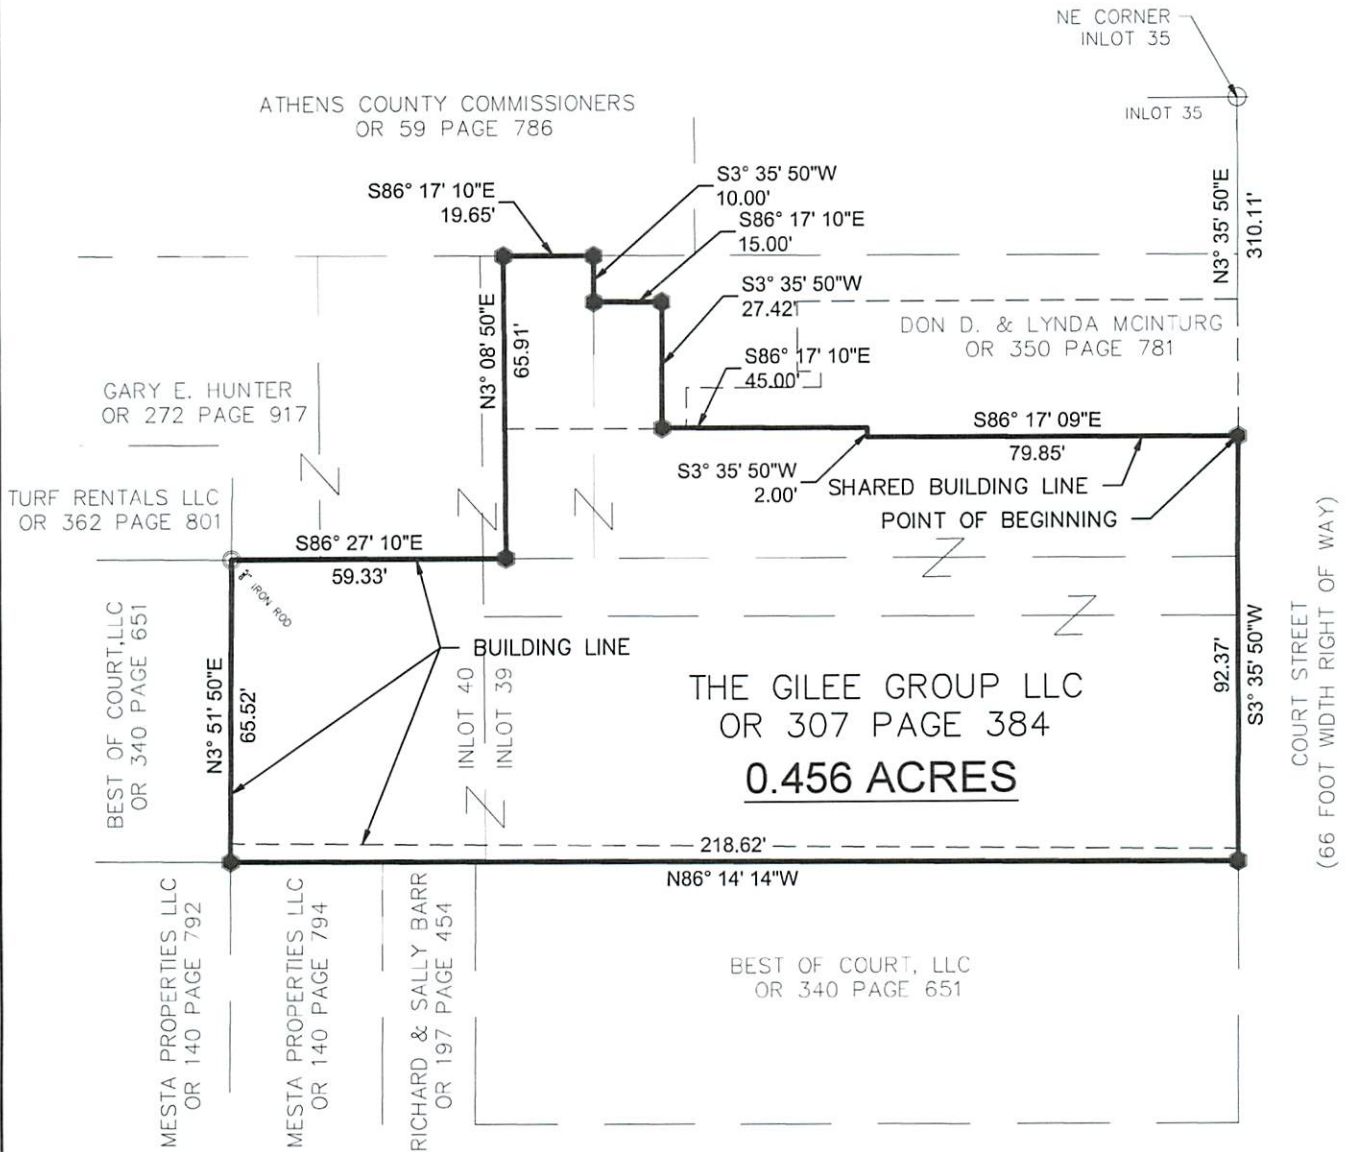 NE CORNER
INLOT 35
INLOT 35
ATHENS COUNTY COMMISSIONERS
OR 59 PAGE 786
N3° 35' 50"E
310.11'
S86° 17' 10"E
19.65'
S3° 35' 50"W
10.00'
S86° 17' 10"E
15.00'
S3° 35' 50"W
27.42'
DON D. & LYNDA MCINTURG
OR 350 PAGE 781
S86° 17' 10"E
45.00'
N3° 08' 50"E
65.91'
GARY E. HUNTER
OR 272 PAGE 917
S86° 17' 09"E
79.85'
S3° 35' 50"W
2.00'
SHARED BUILDING LINE
POINT OF BEGINNING
TURF RENTALS LLC
OR 362 PAGE 801
S86° 27' 10"E
59.33'
IRON ROD
BEST OF COURT,LLC
OR 340 PAGE 651
N3° 51' 50"E
65.52'
BUILDING LINE
INLOT 40
INLOT 39
THE GILEE GROUP LLC
OR 307 PAGE 384
0.456 ACRES
92.37'
S3° 35' 50"W
COURT STREET
(66 FOOT WIDTH RIGHT OF WAY)
218.62'
N86° 14' 14"W
MESTA PROPERTIES LLC
OR 140 PAGE 792
MESTA PROPERTIES LLC
OR 140 PAGE 794
RICHARD & SALLY BARR
OR 197 PAGE 454
BEST OF COURT, LLC
OR 340 PAGE 651